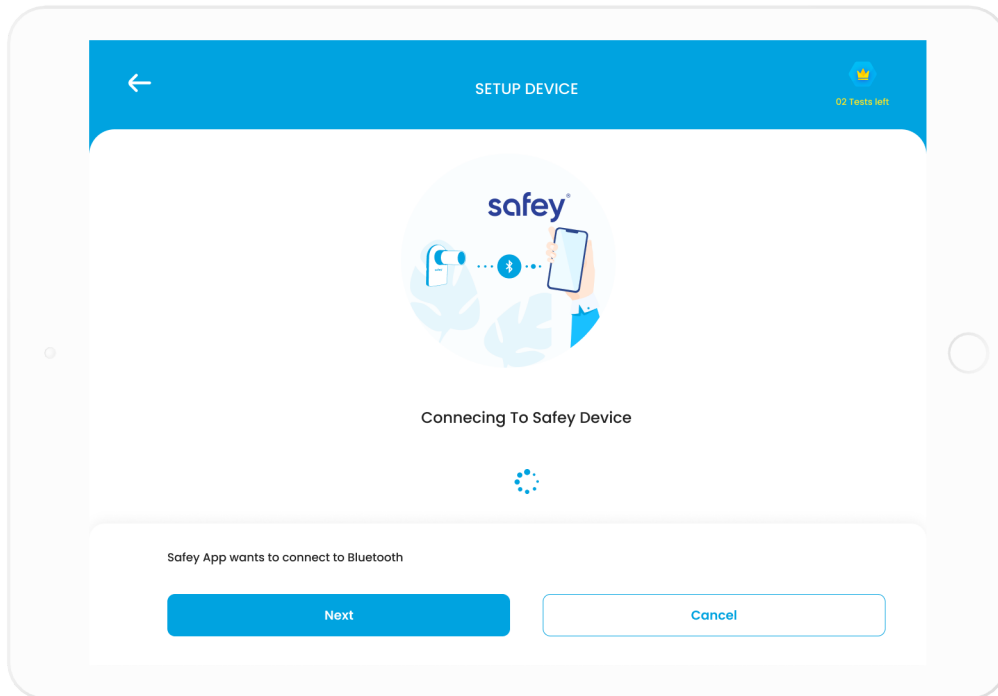 SETUP DEVICE
02 Tests left
safey®
Connecing To Safey Device
Safey App wants to connect to Bluetooth
Next
Cancel